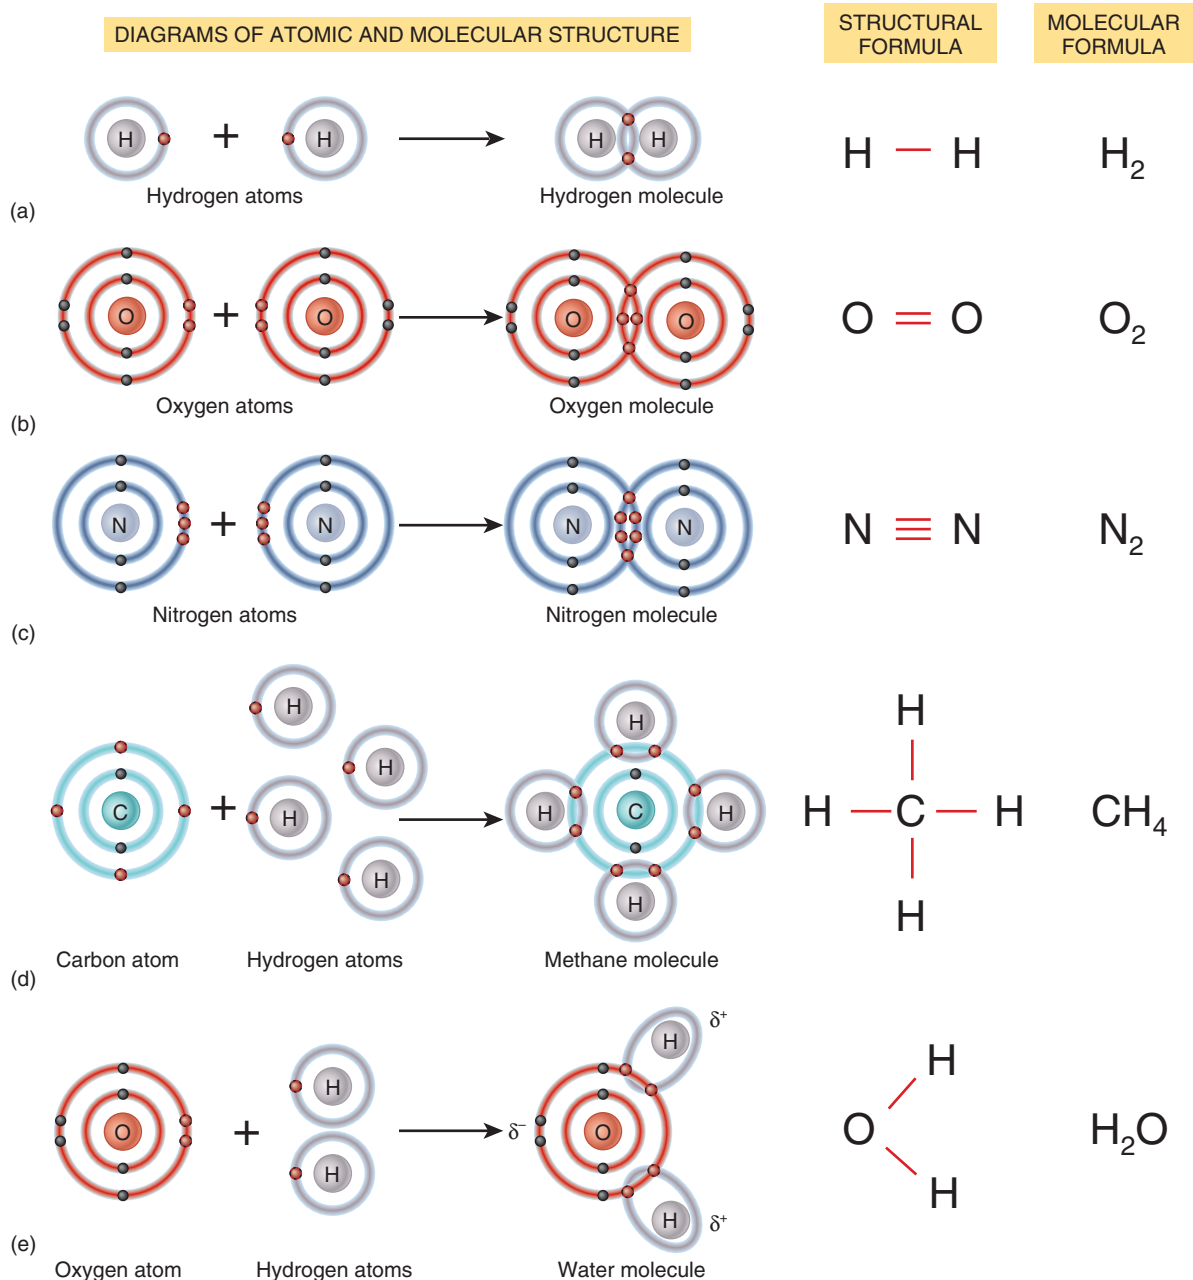 DIAGRAMS OF ATOMIC AND MOLECULAR STRUCTURE
STRUCTURAL
FORMULA
MOLECULAR
FORMULA
H + H H H
H — H
H₂
Hydrogen atoms
Hydrogen molecule
(a)
O + O O O
O = O
O₂
Oxygen atoms
Oxygen molecule
(b)
N + N N N
N ≡ N
N₂
Nitrogen atoms
Nitrogen molecule
(c)
H
H
H
H
C + H
H
H C H
H
H
H — C — H
H
CH₄
H
Carbon atom
Hydrogen atoms
Methane molecule
(d)
H
H
O + H
δ⁺
H
δ⁻ O
H
δ⁺
H
O
H
H₂O
(e)
Oxygen atom
Hydrogen atoms
Water molecule